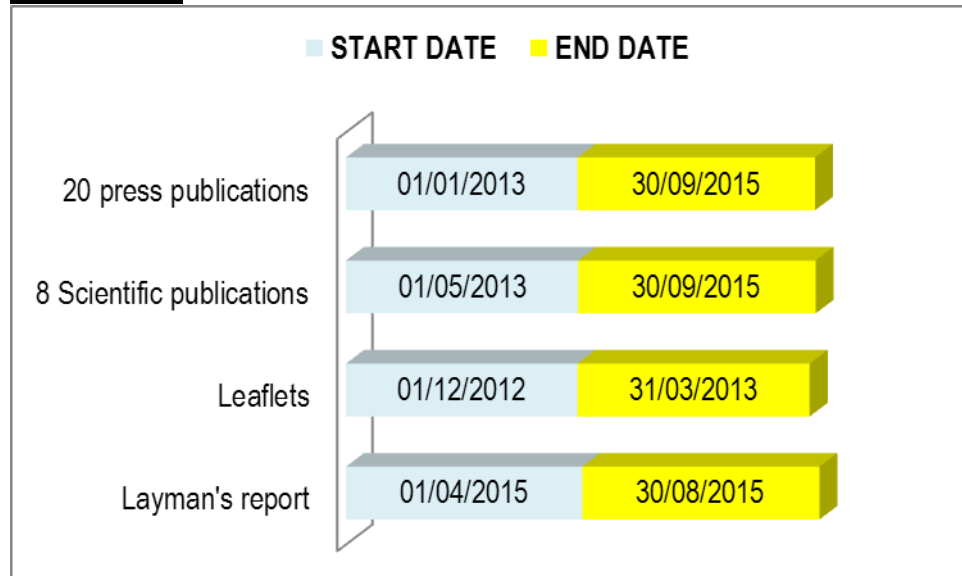 START DATE END DATE
20 press publications 01/01/2013 30/09/2015
8 Scientific publications 01/05/2013 30/09/2015
Leaflets 01/12/2012 31/03/2013
Layman's report 01/04/2015 30/08/2015